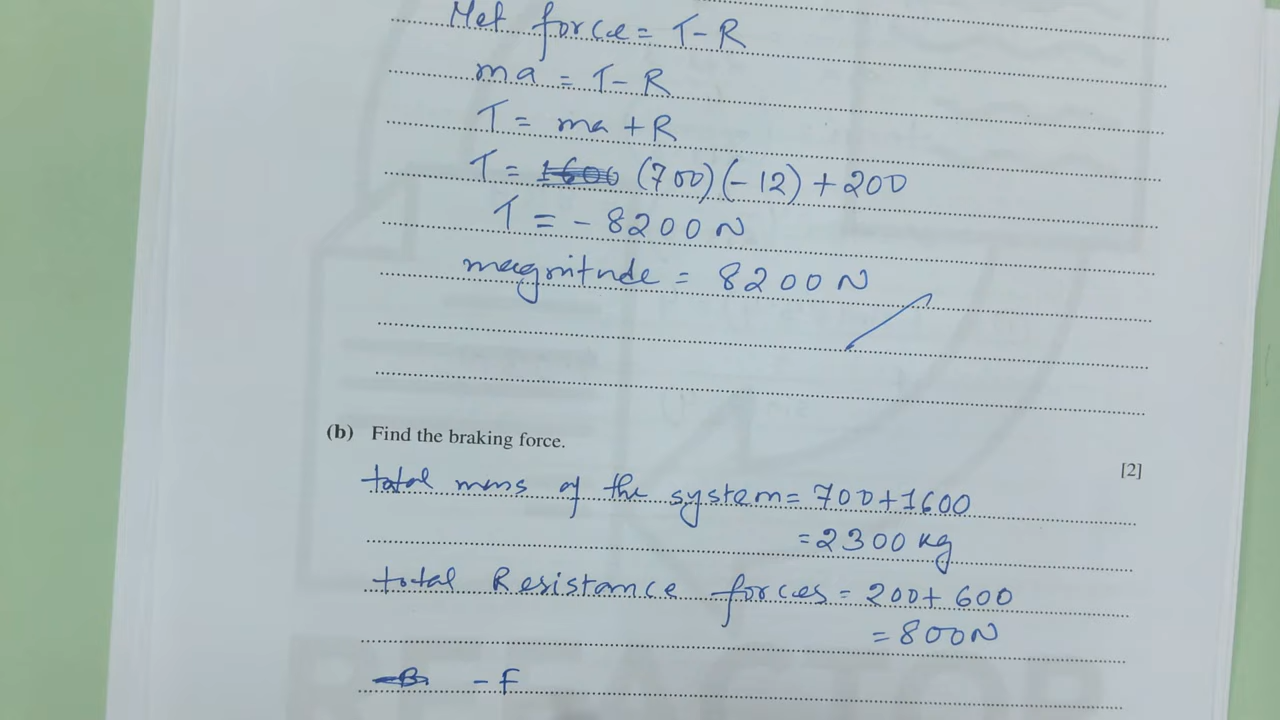 Net force = T - R
ma = T - R
T = ma + R
T = 1600 (700)(-12) + 200
T = - 8200 N
magnitude = 8200 N
(b) Find the braking force.
[2]
total mass of the system = 700 + 1600
= 2300 kg
total Resistance forces = 200 + 600
= 800 N
- F
REFACTOR